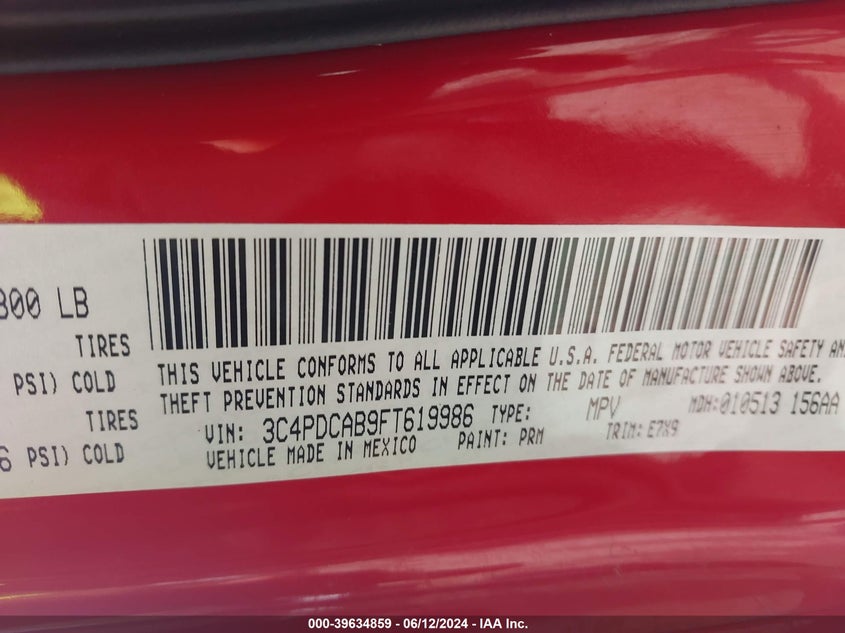 800 LB
TIRES
PSI) COLD
TIRES
6 PSI) COLD
THIS VEHICLE CONFORMS TO ALL APPLICABLE U.S.A. FEDERAL MOTOR VEHICLE SAFETY AN
THEFT PREVENTION STANDARDS IN EFFECT ON THE DATE OF MANUFACTURE SHOWN ABOVE.
VIN: 3C4PDCAB9FT619986 TYPE: MPV MDH:010513 156AA
VEHICLE MADE IN MEXICO PAINT: PRM TRIM: E7X9
000-39634859 - 06/12/2024 - IAA Inc.